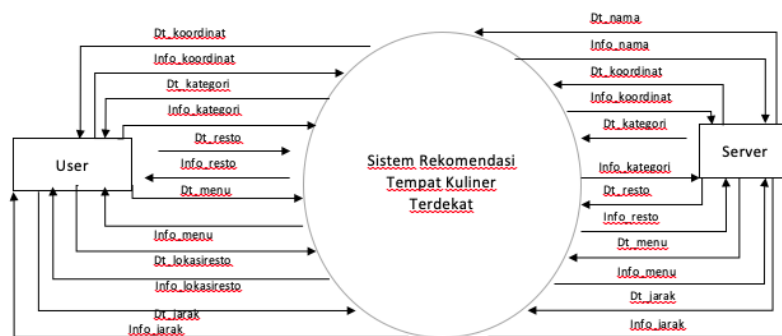 Dt_koordinat
Info_koordinat
Dt_kategori
Info_kategori
Dt_resto
Info_resto
Dt_menu
Info_menu
Dt_lokasiresto
Info_lokasiresto
Dt_jarak
Info_jarak
User
Sistem Rekomendasi
Tempat Kuliner
Terdekat
Dt_nama
Info_nama
Dt_koordinat
Info_koordinat
Dt_kategori
Info_kategori
Dt_resto
Info_resto
Dt_menu
Info_menu
Dt_jarak
Info_jarak
Server